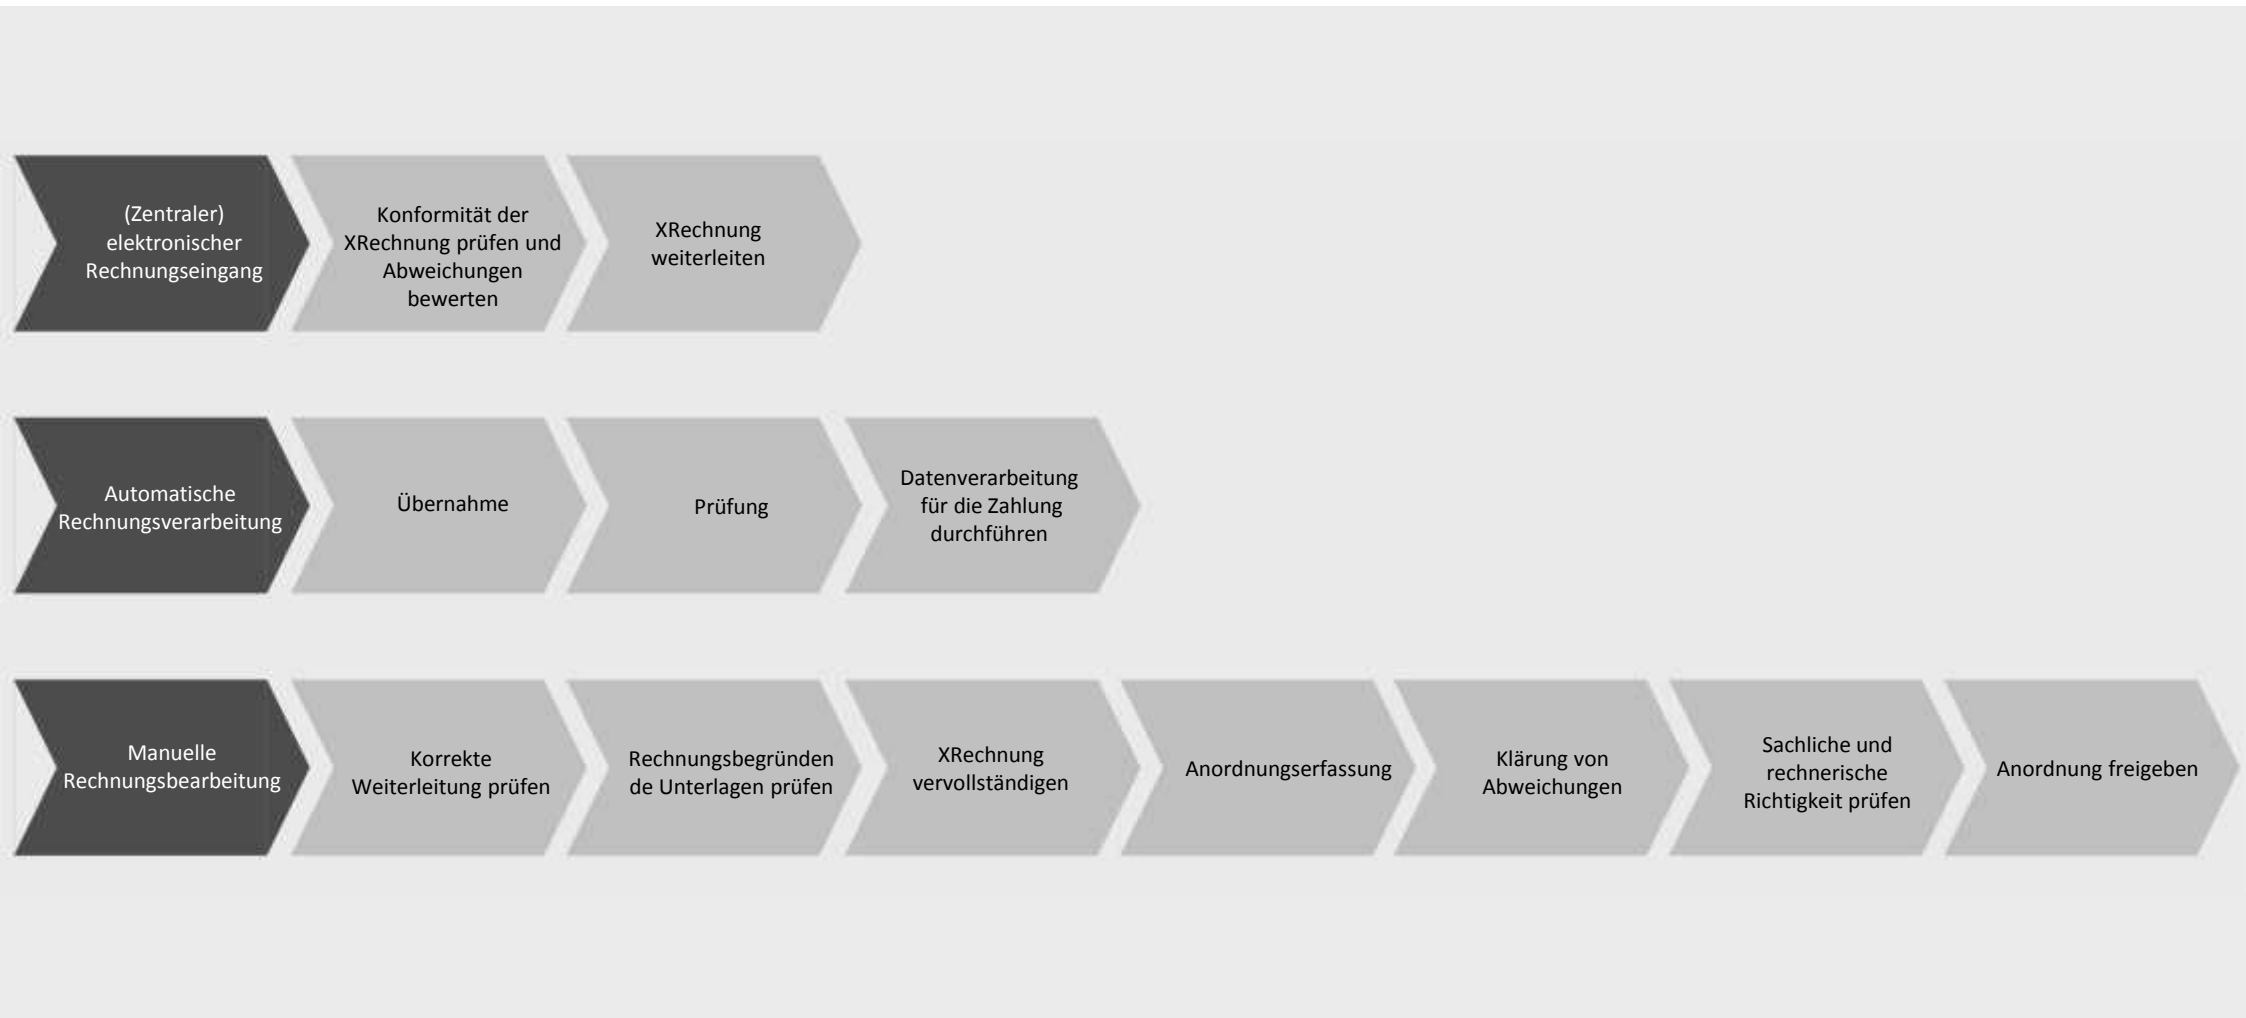 (Zentraler)
elektronischer
Rechnungseingang
Konformität der
XRechnung prüfen und
Abweichungen
bewerten
XRechnung
weiterleiten
Automatische
Rechnungsverarbeitung
Übernahme
Prüfung
Datenverarbeitung
für die Zahlung
durchführen
Manuelle
Rechnungsbearbeitung
Korrekte
Weiterleitung prüfen
Rechnungsbegründen
de Unterlagen prüfen
XRechnung
vervollständigen
Anordnungserfassung
Klärung von
Abweichungen
Sachliche und
rechnerische
Richtigkeit prüfen
Anordnung freigeben